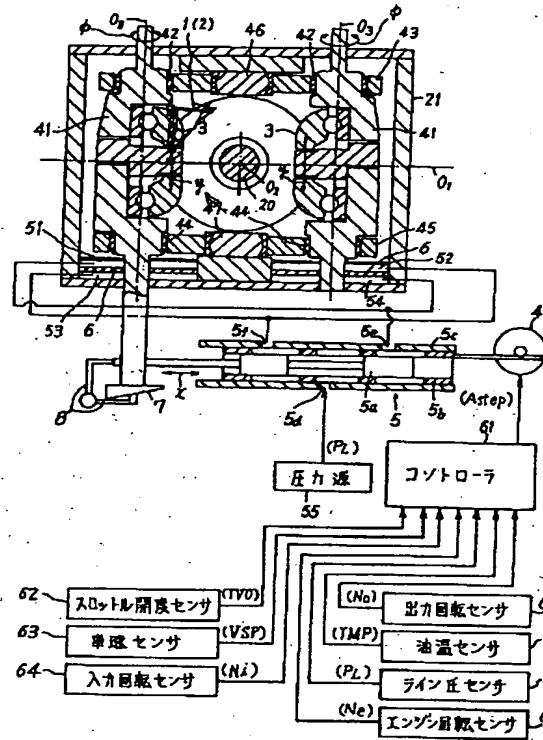 O₃
O₃
φ
φ
42
1(2)
46
42
43
21
41
3
3
41
O₁
y
y
O₂
20
44
47
44
45
51
6
6
52
53
54
4
5f
6e
5c
8
7
x
5a
5
5b
5d
(Astep)
(PL)
61
圧力源
コントローラ
55
62
スロットル開度センサ
(TVO)
(No)
出力回転センサ
63
車速センサ
(VSP)
(TMP)
油温センサ
64
入力回転センサ
(Ni)
(PL)
ライン圧センサ
(Ne)
エンジン回転センサ